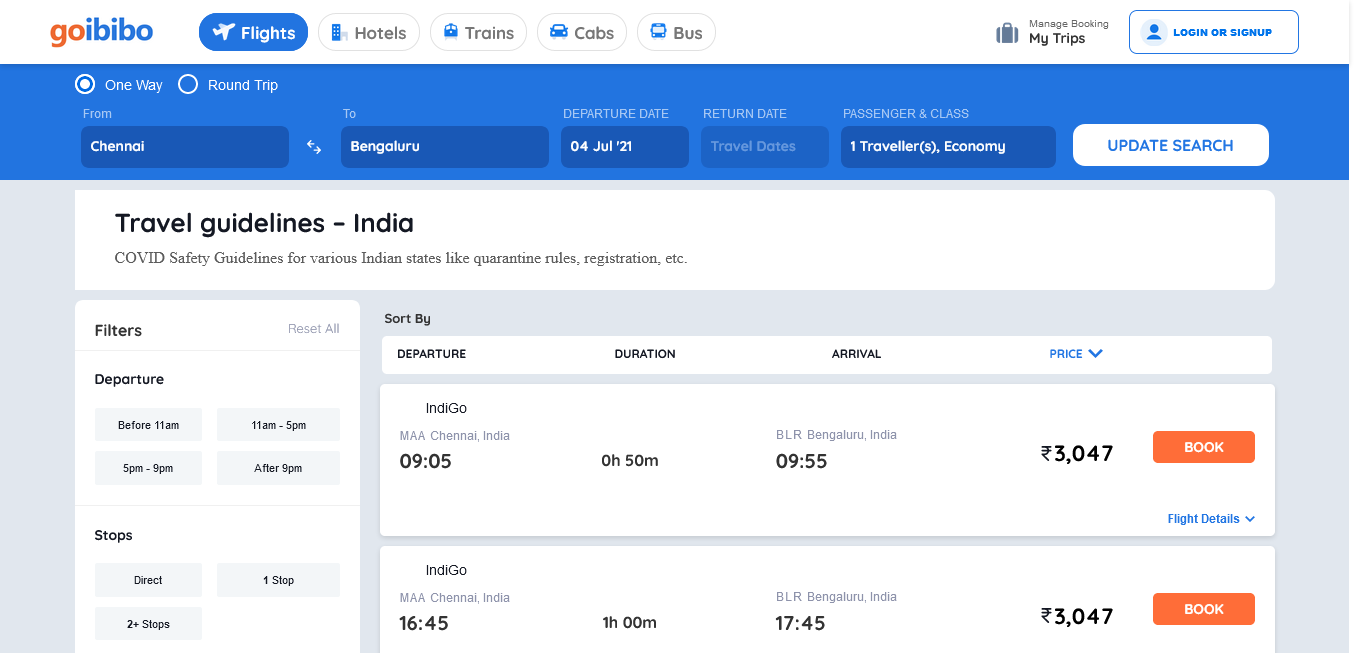 goibibo
Flights
Hotels
Trains
Cabs
Bus
Manage Booking
My Trips
LOGIN OR SIGNUP
One Way
Round Trip
From
To
DEPARTURE DATE
RETURN DATE
PASSENGER & CLASS
Chennai
Bengaluru
04 Jul '21
Travel Dates
1 Traveller(s), Economy
UPDATE SEARCH
Travel guidelines – India
COVID Safety Guidelines for various Indian states like quarantine rules, registration, etc.
Filters
Reset All
Departure
Before 11am
11am - 5pm
5pm - 9pm
After 9pm
Stops
Direct
1 Stop
2+ Stops
Sort By
DEPARTURE
DURATION
ARRIVAL
PRICE
IndiGo
MAA Chennai, India
09:05
0h 50m
BLR Bengaluru, India
09:55
₹3,047
BOOK
Flight Details
IndiGo
MAA Chennai, India
16:45
1h 00m
BLR Bengaluru, India
17:45
₹3,047
BOOK